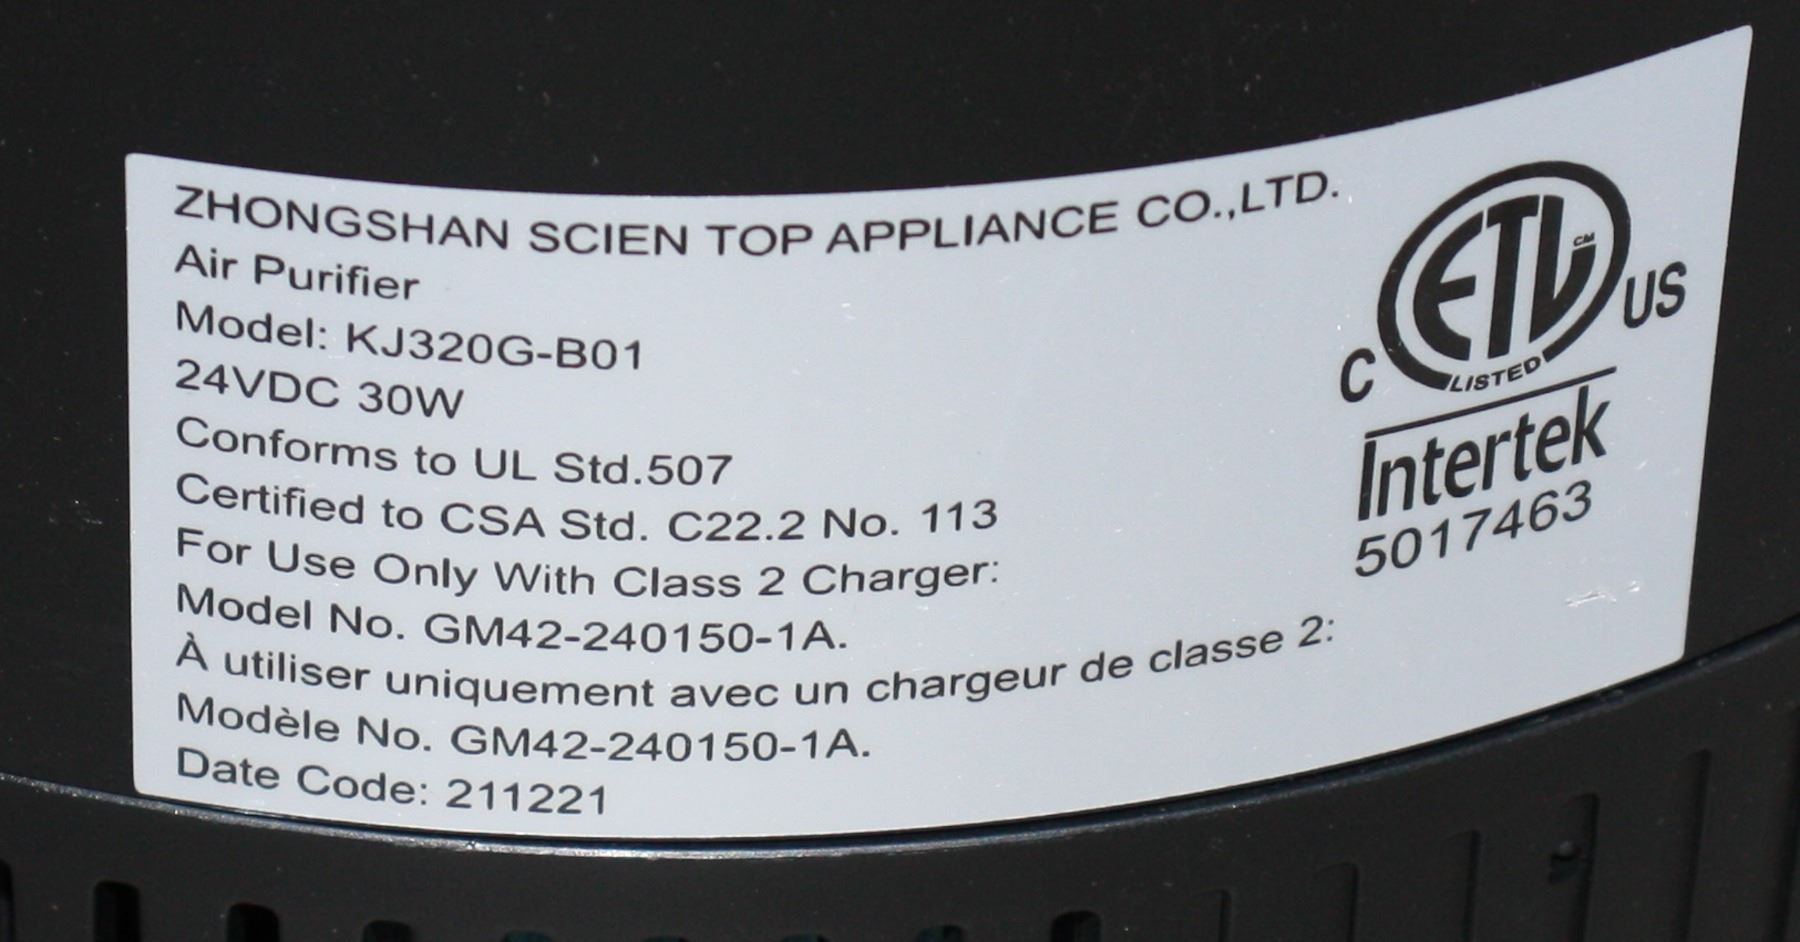 ZHONGSHAN SCIEN TOP APPLIANCE CO.,LTD.
Air Purifier
Model: KJ320G-B01
24VDC 30W
Conforms to UL Std.507
Certified to CSA Std. C22.2 No. 113
For Use Only With Class 2 Charger:
Model No. GM42-240150-1A.
À utiliser uniquement avec un chargeur de classe 2:
Modèle No. GM42-240150-1A.
Date Code: 211221
C ETL CM US
LISTED
Intertek
5017463